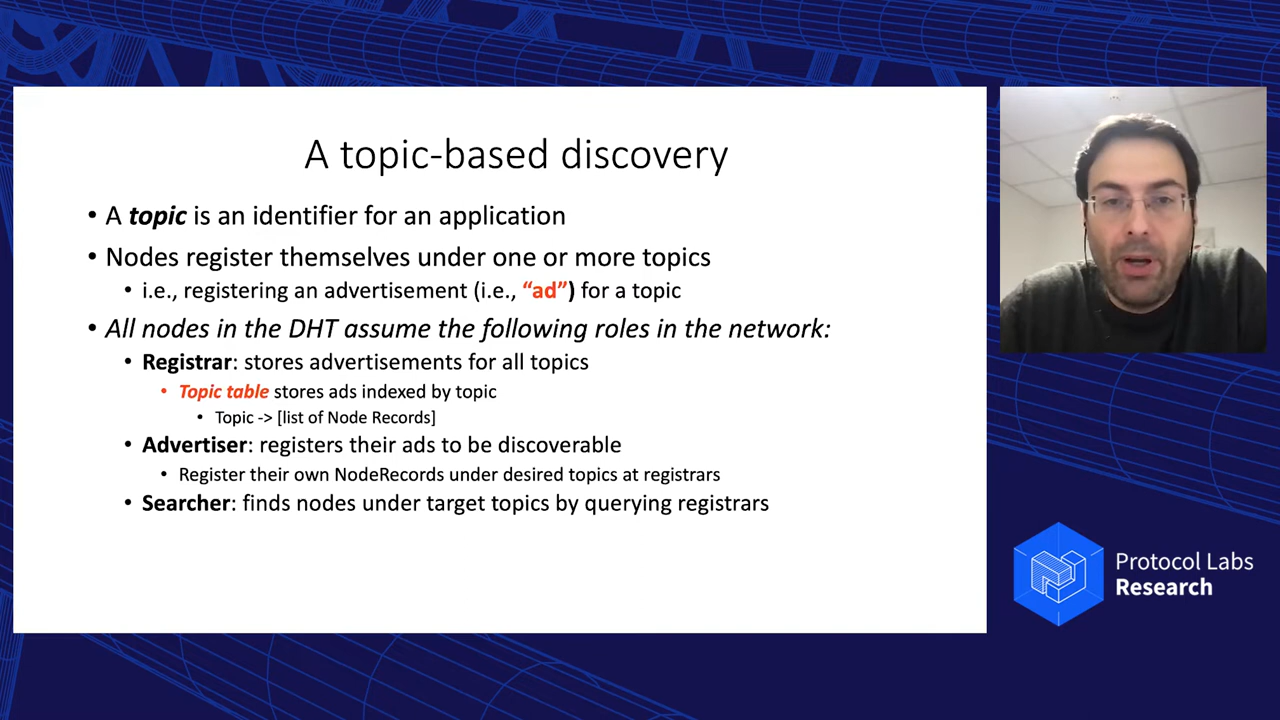 A topic-based discovery
• A topic is an identifier for an application
• Nodes register themselves under one or more topics
• i.e., registering an advertisement (i.e., “ad”) for a topic
• All nodes in the DHT assume the following roles in the network:
• Registrar: stores advertisements for all topics
• Topic table stores ads indexed by topic
• Topic -> [list of Node Records]
• Advertiser: registers their ads to be discoverable
• Register their own NodeRecords under desired topics at registrars
• Searcher: finds nodes under target topics by querying registrars
Protocol Labs
Research